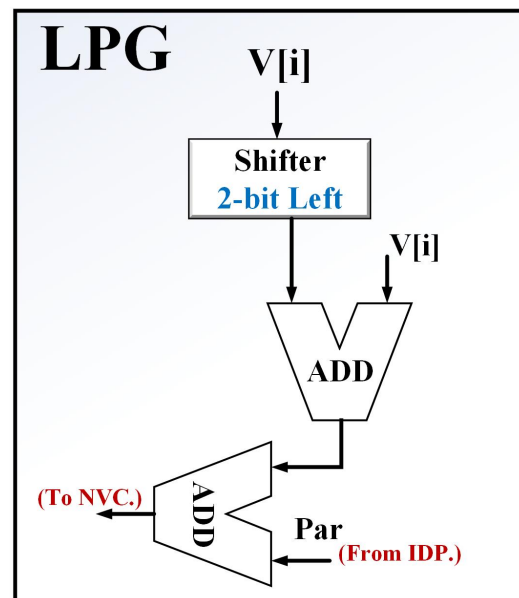 LPG
V[i]
Shifter
2-bit Left
V[i]
ADD
(To NVC.)
ADD
Par
(From IDP.)